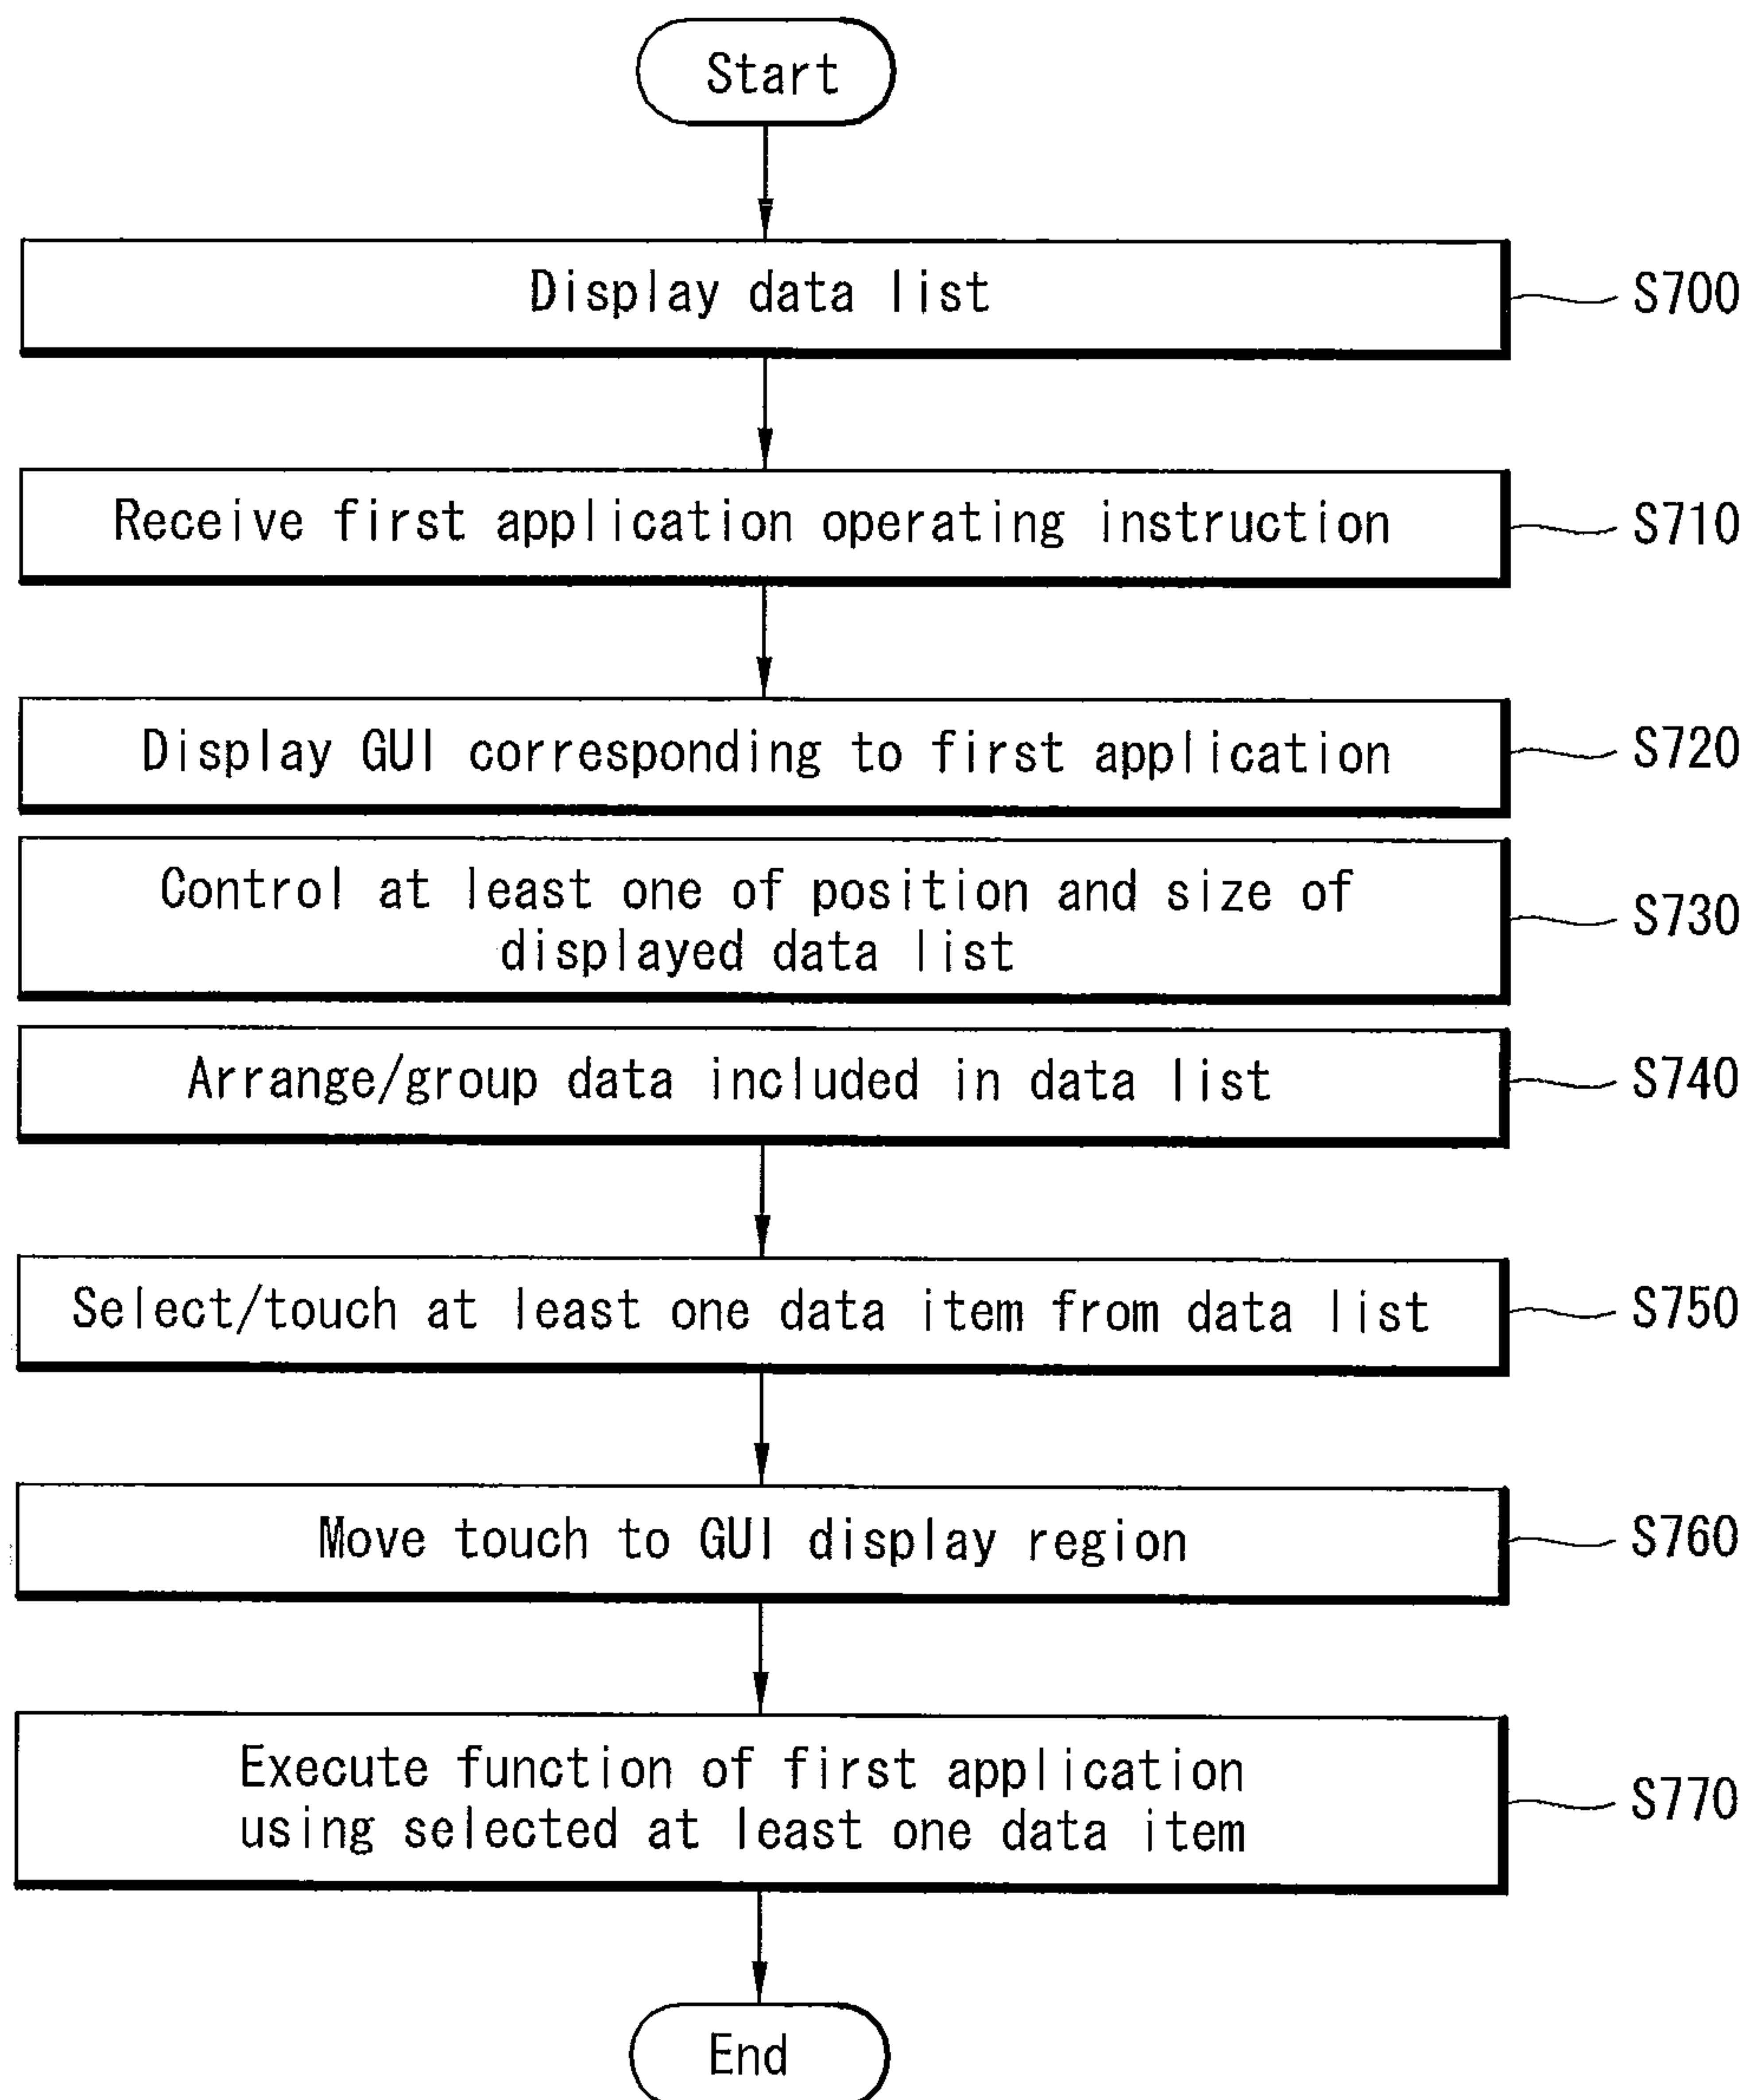 Start
Display data list
S700
Receive first application operating instruction
S710
Display GUI corresponding to first application
S720
Control at least one of position and size of
displayed data list
S730
Arrange/group data included in data list
S740
Select/touch at least one data item from data list
S750
Move touch to GUI display region
S760
Execute function of first application
using selected at least one data item
S770
End